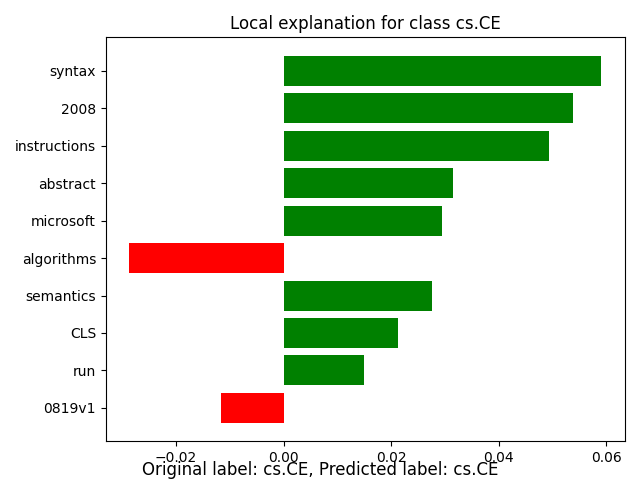 Local explanation for class cs.CE
syntax
2008
instructions
abstract
microsoft
algorithms
semantics
CLS
run
0819v1
−0.02 0.00 0.02 0.04 0.06
Original label: cs.CE, Predicted label: cs.CE